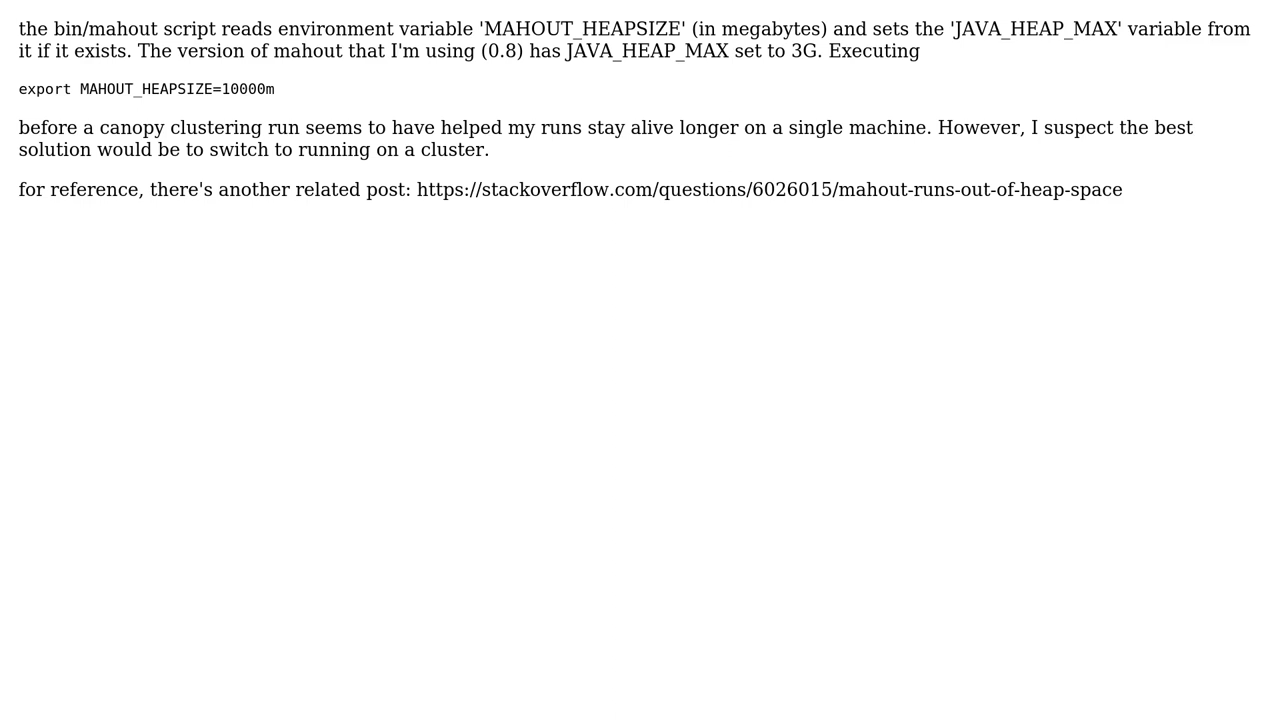 the bin/mahout script reads environment variable 'MAHOUT_HEAPSIZE' (in megabytes) and sets the 'JAVA_HEAP_MAX' variable from
it if it exists. The version of mahout that I'm using (0.8) has JAVA_HEAP_MAX set to 3G. Executing
export MAHOUT_HEAPSIZE=10000m
before a canopy clustering run seems to have helped my runs stay alive longer on a single machine. However, I suspect the best
solution would be to switch to running on a cluster.
for reference, there's another related post: https://stackoverflow.com/questions/6026015/mahout-runs-out-of-heap-space